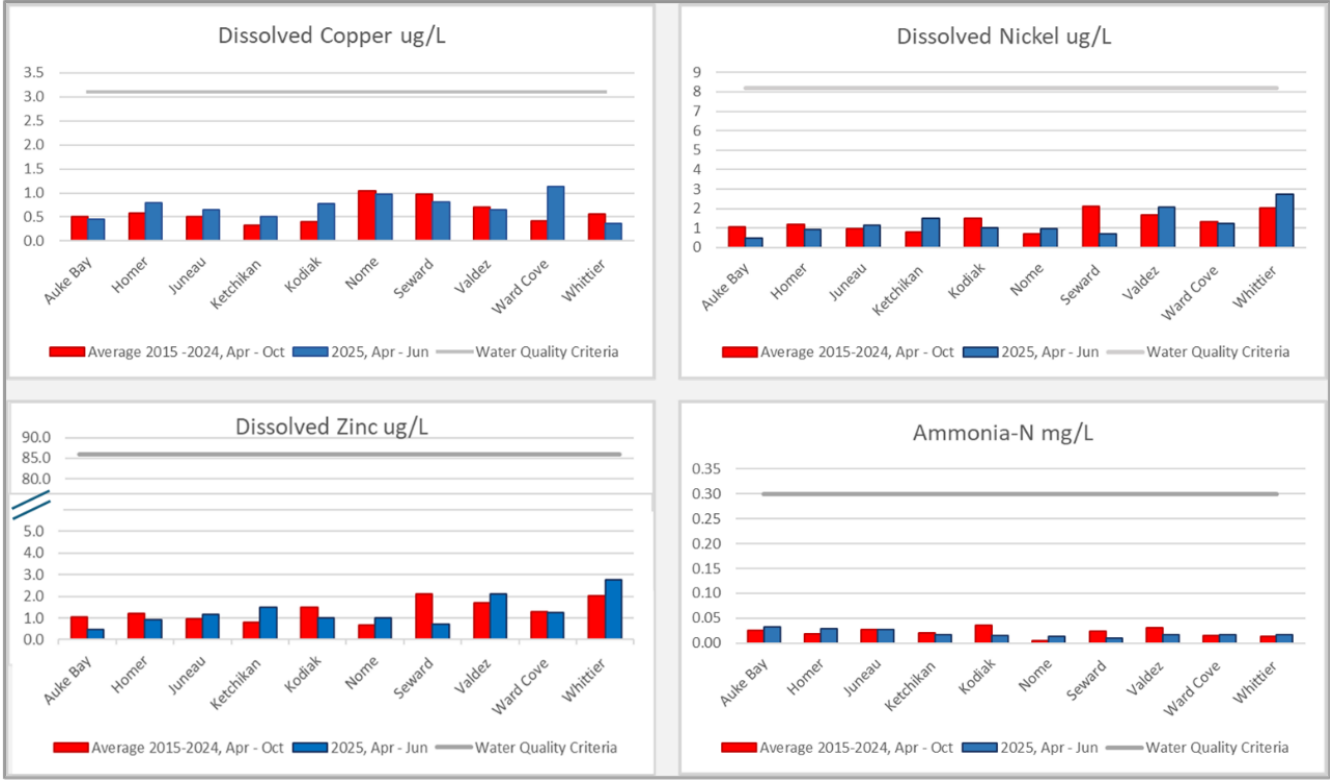 Dissolved Copper ug/L
3.5
3.0
2.5
2.0
1.5
1.0
0.5
0.0
Auke Bay
Homer
Juneau
Ketchikan
Kodiak
Nome
Seward
Valdez
Ward Cove
Whittier
Average 2015 -2024, Apr - Oct 2025, Apr - Jun Water Quality Criteria
Dissolved Nickel ug/L
9
8
7
6
5
4
3
2
1
0
Auke Bay
Homer
Juneau
Ketchikan
Kodiak
Nome
Seward
Valdez
Ward Cove
Whittier
Average 2015-2024, Apr - Oct 2025, Apr - Jun Water Quality Criteria
Dissolved Zinc ug/L
90.0
85.0
80.0
5.0
4.0
3.0
2.0
1.0
0.0
Auke Bay
Homer
Juneau
Ketchikan
Kodiak
Nome
Seward
Valdez
Ward Cove
Whittier
Average 2015-2024, Apr - Oct 2025, Apr - Jun Water Quality Criteria
Ammonia-N mg/L
0.35
0.30
0.25
0.20
0.15
0.10
0.05
0.00
Auke Bay
Homer
Juneau
Ketchikan
Kodiak
Nome
Seward
Valdez
Ward Cove
Whittier
Average 2015-2024, Apr - Oct 2025, Apr - Jun Water Quality Criteria